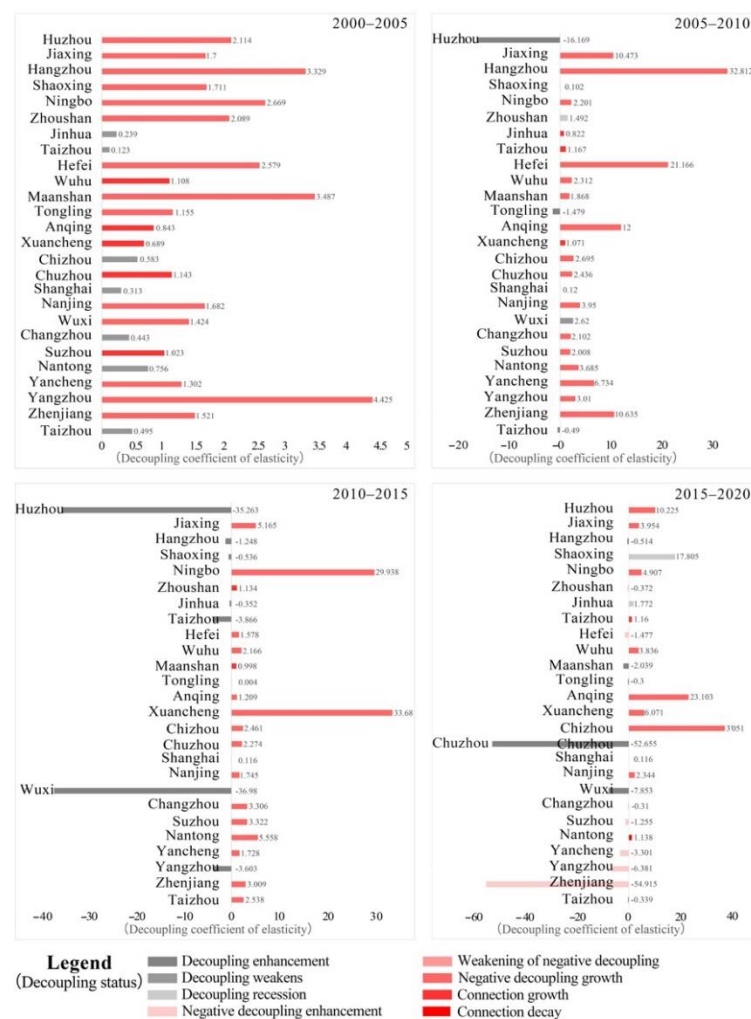 2000–2005
Huzhou 2.114
Jiaxing 1.7
Hangzhou 3.329
Shaoxing 1.711
Ningbo 2.669
Zhoushan 2.089
Jinhua 0.239
Taizhou 0.123
Hefei 2.579
Wuhu 1.108
Maanshan 3.487
Tongling 1.155
Anqing 0.843
Xuancheng 0.689
Chizhou 0.583
Chuzhou 1.143
Shanghai 0.313
Nanjing 1.682
Wuxi 1.424
Changzhou 0.443
Suzhou 1.023
Nantong 0.756
Yancheng 1.302
Yangzhou 4.425
Zhenjiang 1.521
Taizhou 0.495
0 0.5 1 1.5 2 2.5 3 3.5 4 4.5 5
(Decoupling coefficient of elasticity)
2005–2010
Huzhou -16.169
Jiaxing 10.473
Hangzhou 32.812
Shaoxing 0.102
Ningbo 2.201
Zhoushan 1.492
Jinhua 0.822
Taizhou 1.167
Hefei 21.166
Wuhu 2.312
Maanshan 1.868
Tongling -1.479
Anqing 12
Xuancheng 1.071
Chizhou 2.695
Chuzhou 2.436
Shanghai 0.12
Nanjing 3.95
Wuxi 2.62
Changzhou 2.102
Suzhou 2.008
Nantong 3.685
Yancheng 6.734
Yangzhou 3.01
Zhenjiang 10.635
Taizhou -0.49
-20 -10 -0 10 20 30
(Decoupling coefficient of elasticity)
2010–2015
Huzhou -35.263
Jiaxing 5.165
Hangzhou -1.248
Shaoxing -0.536
Ningbo 29.938
Zhoushan 1.134
Jinhua -0.352
Taizhou -3.866
Hefei 1.578
Wuhu 2.166
Maanshan 0.998
Tongling 0.004
Anqing 1.209
Xuancheng 33.68
Chizhou 2.461
Chuzhou 2.274
Shanghai 0.116
Nanjing 1.745
Wuxi -36.98
Changzhou 3.306
Suzhou 3.322
Nantong 5.558
Yancheng 1.728
Yangzhou -3.603
Zhenjiang 3.009
Taizhou 2.538
-40 -30 -20 -10 0 10 20 30
(Decoupling coefficient of elasticity)
2015–2020
Huzhou 10.225
Jiaxing 3.954
Hangzhou -0.514
Shaoxing 17.805
Ningbo 4.907
Zhoushan -0.372
Jinhua 1.772
Taizhou 1.16
Hefei -1.477
Wuhu 3.836
Maanshan -2.039
Tongling -0.3
Anqing 23.103
Xuancheng 6.071
Chizhou 3'051
Chuzhou Chuzhou -52.655
Shanghai 0.116
Nanjing 2.344
Wuxi -7.853
Changzhou -0.31
Suzhou -1.255
Nantong 1.138
Yancheng -3.301
Yangzhou -6.381
Zhenjiang -54.915
Taizhou -0.339
-60 -40 -20 0 20 40
(Decoupling coefficient of elasticity)
Legend
(Decoupling status)
Decoupling enhancement
Decoupling weakens
Decoupling recession
Negative decoupling enhancement
Weakening of negative decoupling
Negative decoupling growth
Connection growth
Connection decay